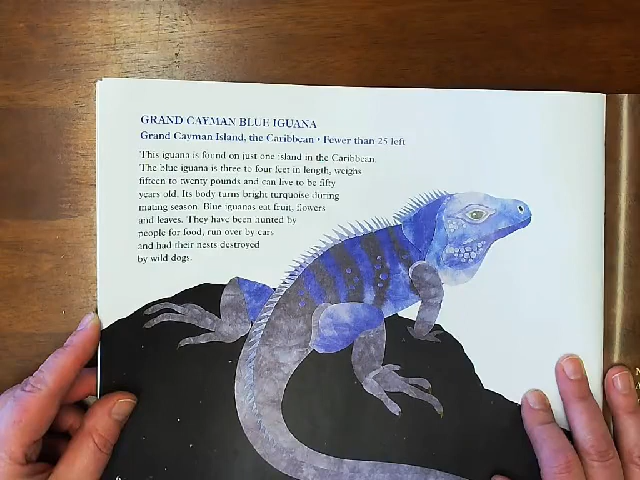 GRAND CAYMAN BLUE IGUANA
Grand Cayman Island, the Caribbean • Fewer than 25 left
This iguana is found on just one island in the Caribbean.
The blue iguana is three to four feet in length, weighs
fifteen to twenty pounds and can live to be fifty
years old. Its body turns bright turquoise during
mating season. Blue iguanas eat fruit, flowers
and leaves. They have been hunted by
people for food, run over by cars
and had their nests destroyed
by wild dogs.